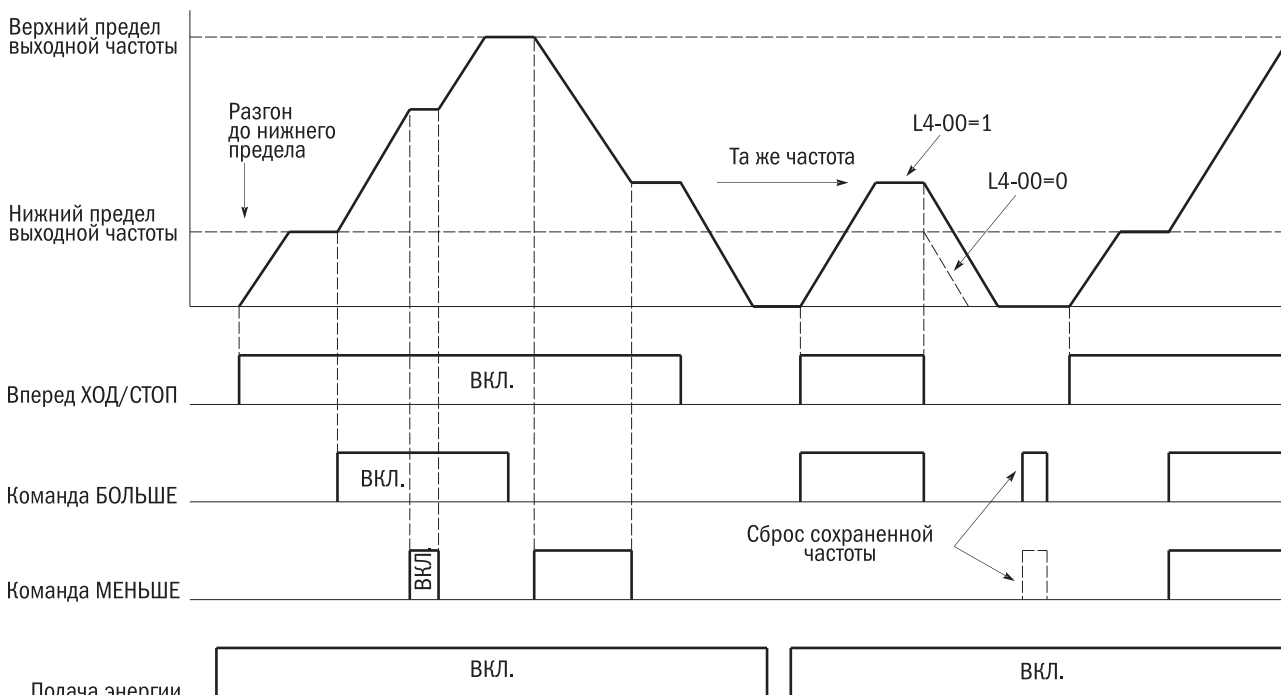 Верхний предел
выходной частоты
Разгон
до нижнего
предела
L4-00=1
Та же частота
L4-00=0
Нижний предел
выходной частоты
Вперед ХОД/СТОП
ВКЛ.
Команда БОЛЬШЕ
ВКЛ.
Сброс сохраненной
частоты
Команда МЕНЬШЕ
ВКЛ.
Подача энергии
ВКЛ.
ВКЛ.